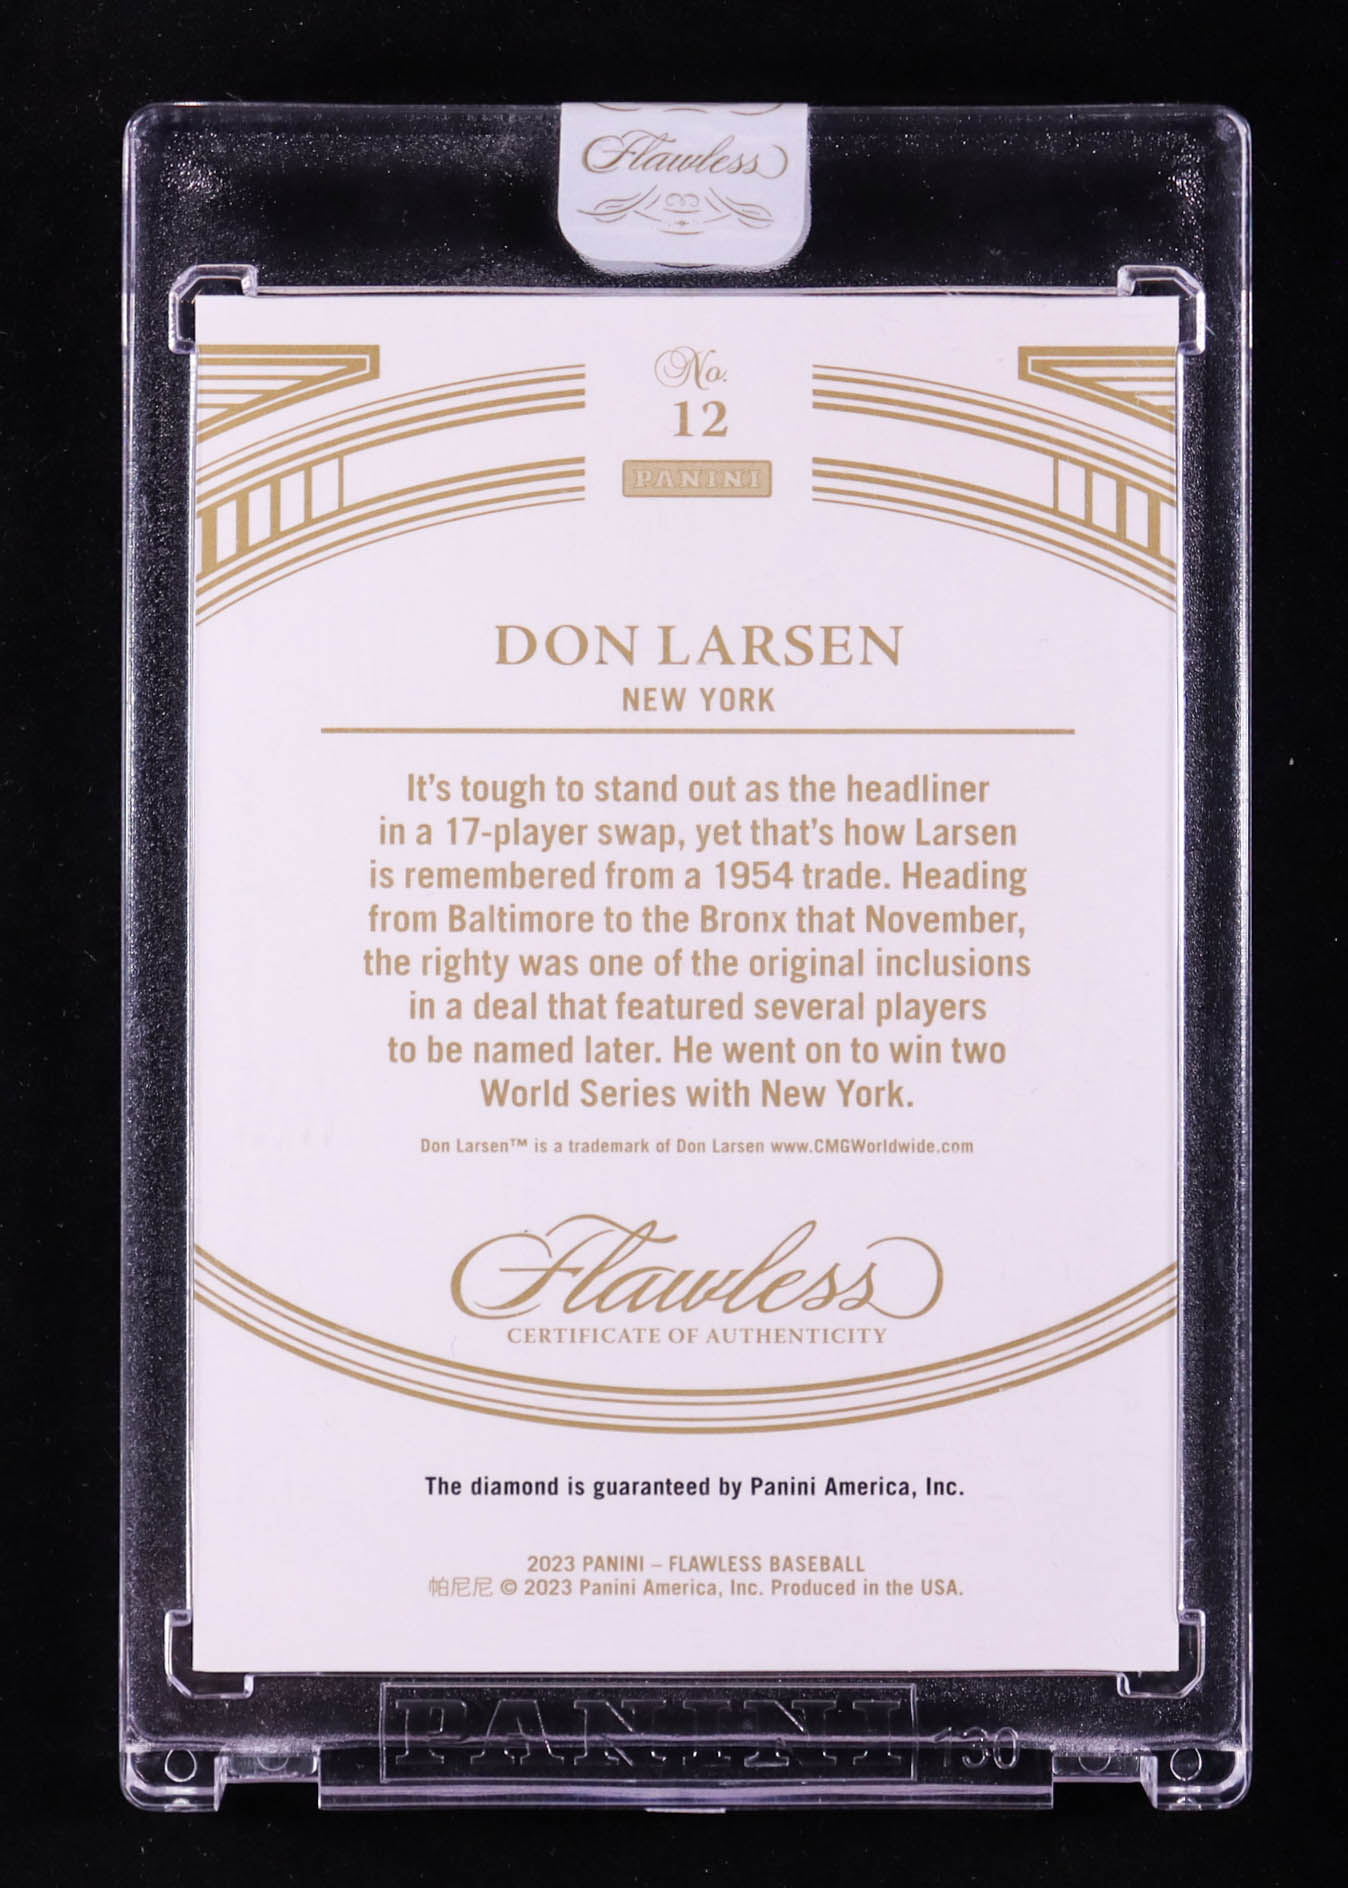 Flawless
No.
12
PANINI
DON LARSEN
NEW YORK
It's tough to stand out as the headliner
in a 17-player swap, yet that's how Larsen
is remembered from a 1954 trade. Heading
from Baltimore to the Bronx that November,
the righty was one of the original inclusions
in a deal that featured several players
to be named later. He went on to win two
World Series with New York.
Don Larsen™ is a trademark of Don Larsen www.CMGWorldwide.com
Flawless
CERTIFICATE OF AUTHENTICITY
The diamond is guaranteed by Panini America, Inc.
2023 PANINI – FLAWLESS BASEBALL
帕尼尼 © 2023 Panini America, Inc. Produced in the USA.
PANINI 130